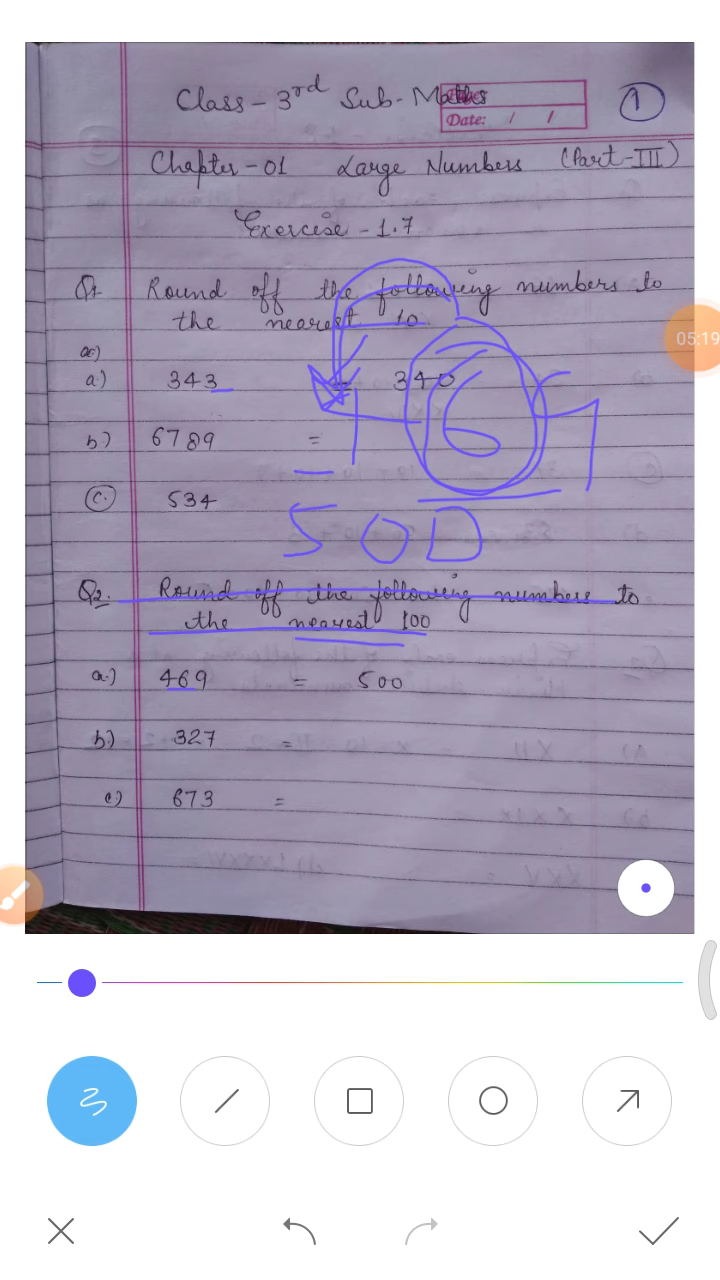 Class - 3rd Sub- Maths
Date: / /
1
Chapter - 01 Large Numbers (Part-III)
Exercise - 1.7
Q1 Round off the following numbers to
the nearest 10.
a.) 343 = 340
b) 6789 =
c. 534
469
500
Q2. Round off the following numbers to
the nearest 100
a.) 469 = 500
b.) 327 =
c) 673 =
05:19